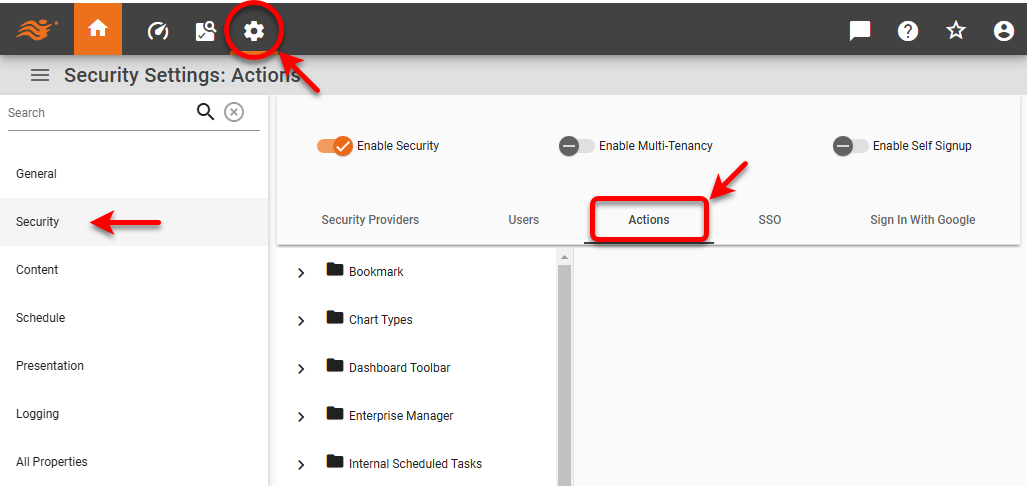 Security Settings: Actions
Search
Enable Security
Enable Multi-Tenancy
Enable Self Signup
General
Security
Content
Schedule
Presentation
Logging
All Properties
Security Providers
Users
Actions
SSO
Sign In With Google
Bookmark
Chart Types
Dashboard Toolbar
Enterprise Manager
Internal Scheduled Tasks